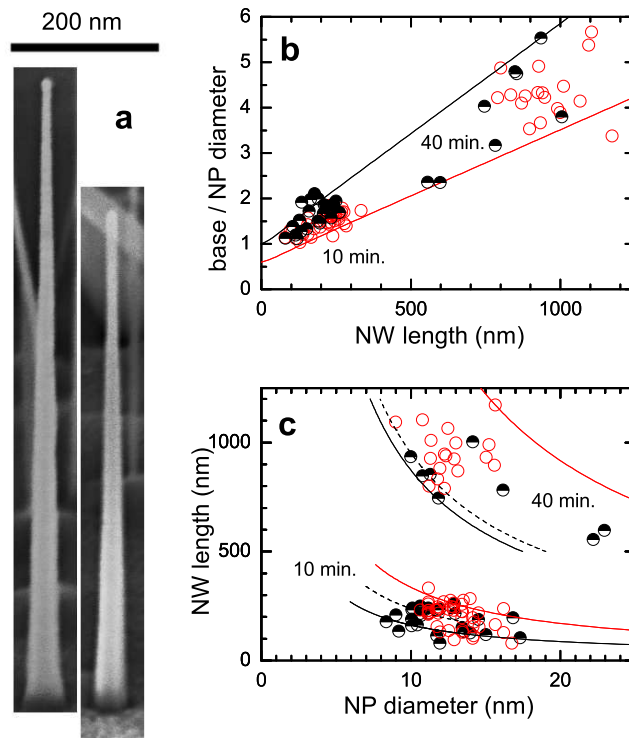 200 nm
a
b
6
5
4
3
2
1
0
base / NP diameter
40 min.
10 min.
0
500
1000
NW length (nm)
c
1000
500
0
NW length (nm)
40 min.
10 min.
0
10
20
NP diameter (nm)